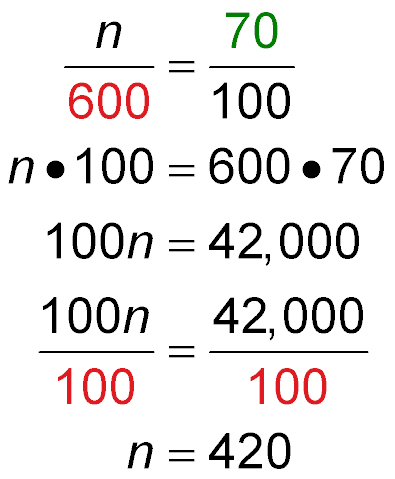 n/600 = 70/100
n • 100 = 600 • 70
100n = 42,000
100n/100 = 42,000/100
n = 420